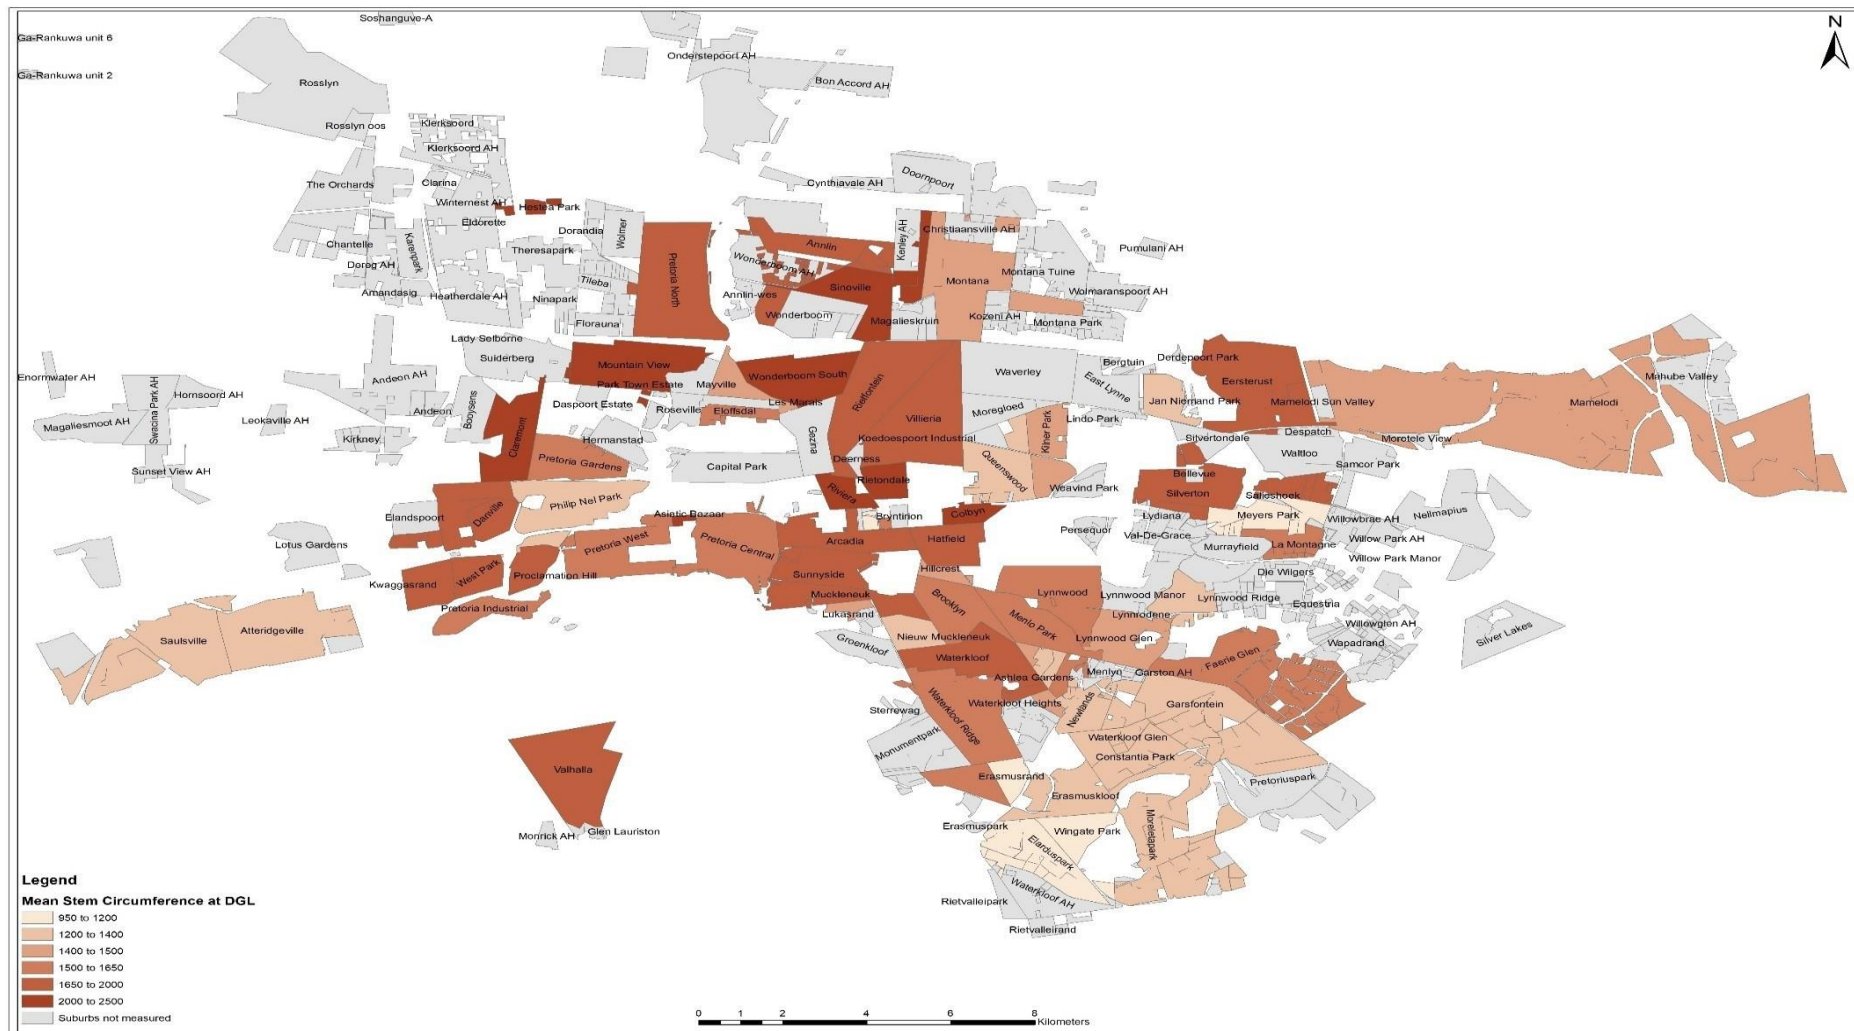 Soshanguve-A
N
Ga-Rankuwa unit 6
Onderstepoort AH
Ga-Rankuwa unit 2
Rosslyn
Bon Accord AH
Rosslyn oos
Klerksoord
Klerksoord AH
Doornpoort
The Orchards
Clarina
Cynthiavale AH
Winternest AH
Hestea Park
Eldorette
Dorandia
Wolmer
Kenley AH
Christiaansville AH
Chantelle
Karenpark
Theresapark
Annlin
Pumulani AH
Doreg AH
Wonderboom AH
Montana Tuine
Amandasig
Heatherdale AH
Ninapark
Tileba
Pretoria North
Annlin-wes
Sinoville
Montana
Wolmaranspoort AH
Florauna
Wonderboom
Magalieskruin
Kozeni AH
Montana Park
Lady Selborne
Suiderberg
Mountain View
Derdepoort Park
Bergtuin
Enormwater AH
Andeon AH
Park Town Estate
Mayville
Wonderboom South
Rietfontein
Waverley
East Lynne
Eersterust
Mahube Valley
Swacina Park AH
Hornsoord AH
Booysens
Daspoort Estate
Roseville
Les Marais
Eloffsdal
Villieria
Moregloed
Jan Niemand Park
Mamelodi Sun Valley
Mamelodi
Magaliesmoot AH
Leokaville AH
Andeon
Kirkney
Claremont
Hermanstad
Gezina
Koedoespoort Industrial
Kilner Park
Lindo Park
Silvertondale
Despatch
Morotele View
Sunset View AH
Pretoria Gardens
Capital Park
Deerness
Queenswood
Waltloo
Samcor Park
Rietondale
Weavind Park
Bellevue
Riviera
Silverton
Salieshoek
Elandspoort
Danville
Philip Nel Park
Asiatic Bazaar
Bryntirion
Colbyn
Persequor
Lydiana
Meyers Park
Willowbrae AH
Nellmapius
Lotus Gardens
Pretoria West
Pretoria Central
Arcadia
Hatfield
Val-De-Grace
Murrayfield
La Montagne
Willow Park AH
Willow Park Manor
Kwaggasrand
West Park
Proclamation Hill
Sunnyside
Hillcrest
Die Wilgers
Pretoria Industrial
Muckleneuk
Lukasrand
Brooklyn
Lynnwood
Lynnwood Manor
Lynnwood Ridge
Equestria
Saulsville
Atteridgeville
Groenkloof
Nieuw Muckleneuk
Menlo Park
Lynnrodene
Lynnwood Glen
Willowglen AH
Wapadrand
Silver Lakes
Waterkloof
Faerie Glen
Ashlea Gardens
Menlyn
Garston AH
Sterrewag
Waterkloof Ridge
Waterkloof Heights
Newlands
Garsfontein
Monumentpark
Waterkloof Glen
Constantia Park
Valhalla
Erasmusrand
Erasmuskloof
Pretoriuspark
Monrick AH
Glen Lauriston
Erasmuspark
Wingate Park
Elarduspark
Moreletapark
Waterkloof AH
Rietvalleipark
Rietvalleirand
Legend
Mean Stem Circumference at DGL
950 to 1200
1200 to 1400
1400 to 1500
1500 to 1650
1650 to 2000
2000 to 2500
Suburbs not measured
0 1 2 4 6 8
Kilometers